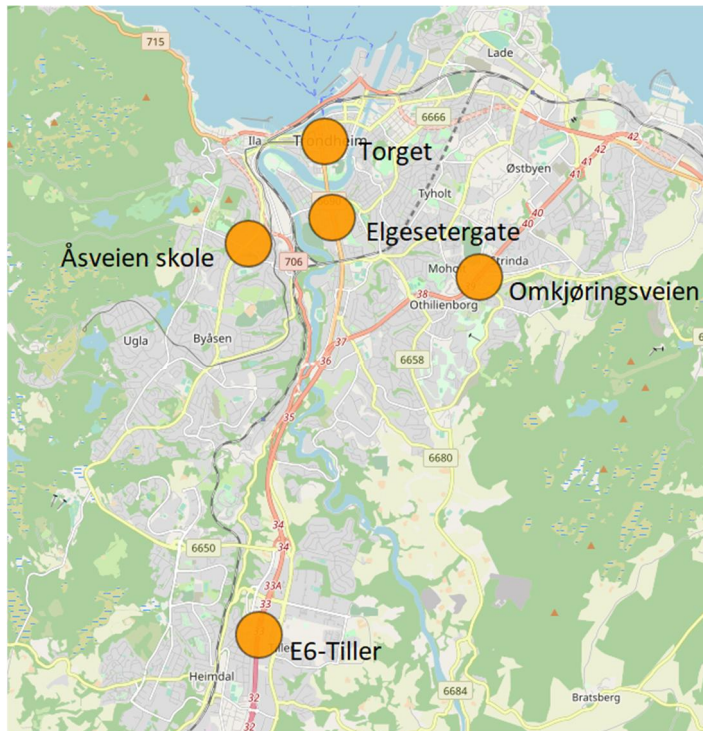 715
Lade
6666
Ila
Trondheim
Torget
42
42
41
41
Østbyen
Tyholt
40
40
Elgesetergate
Åsveien skole
706
Moholt
Strinda
38
Omkjøringsveien
Othilienborg
Ugla
Byåsen
37
36
6658
35
6680
34
6650
34
33A
33
E6-Tiller
Heimdal
32
6684
Bratsberg
32